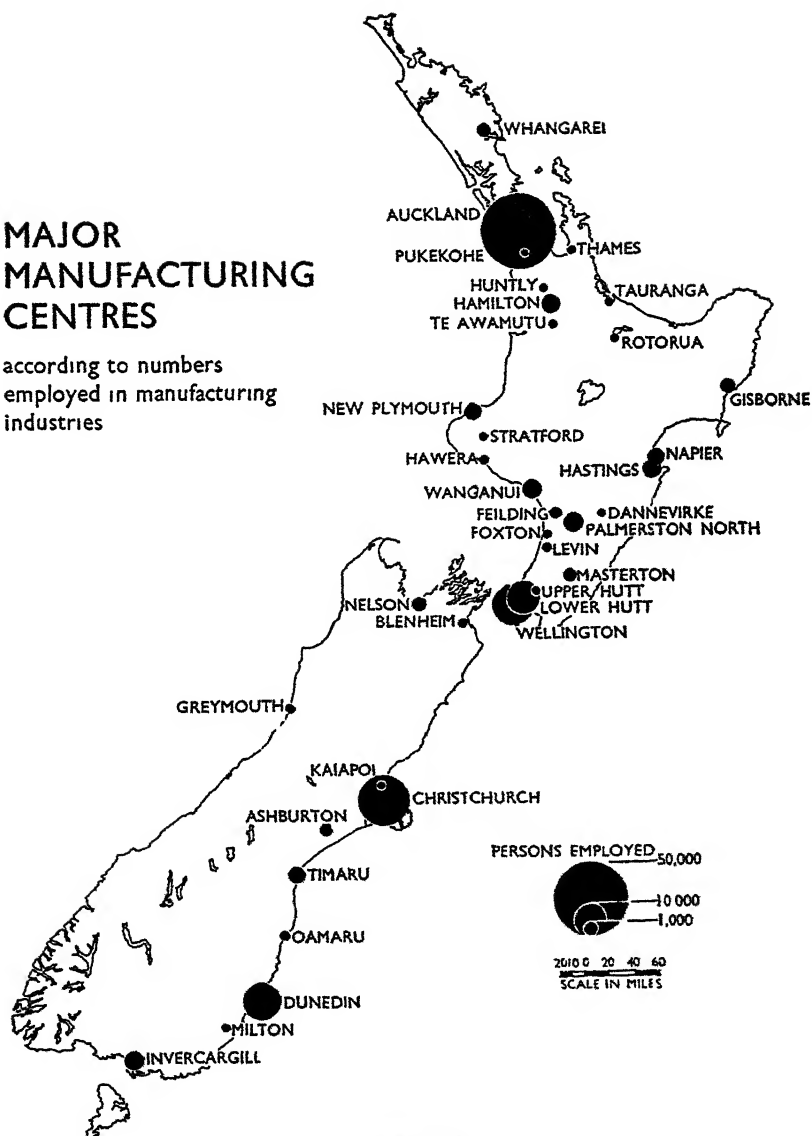 MAJOR
MANUFACTURING
CENTRES
according to numbers
employed in manufacturing
industries
WHANGAREI
AUCKLAND
PUKEKOHE
THAMES
HUNTLY
HAMILTON
TE AWAMUTU
TAURANGA
ROTORUA
GISBORNE
NEW PLYMOUTH
STRATFORD
HAWERA
NAPIER
HASTINGS
WANGANUI
FEILDING
DANNEVIRKE
PALMERSTON NORTH
FOXTON
LEVIN
MASTERTON
UPPER HUTT
LOWER HUTT
WELLINGTON
NELSON
BLENHEIM
GREYMOUTH
KAIAPOI
CHRISTCHURCH
ASHBURTON
TIMARU
OAMARU
DUNEDIN
MILTON
INVERCARGILL
PERSONS EMPLOYED
50,000
10 000
1,000
2010 0 20 40 60
SCALE IN MILES